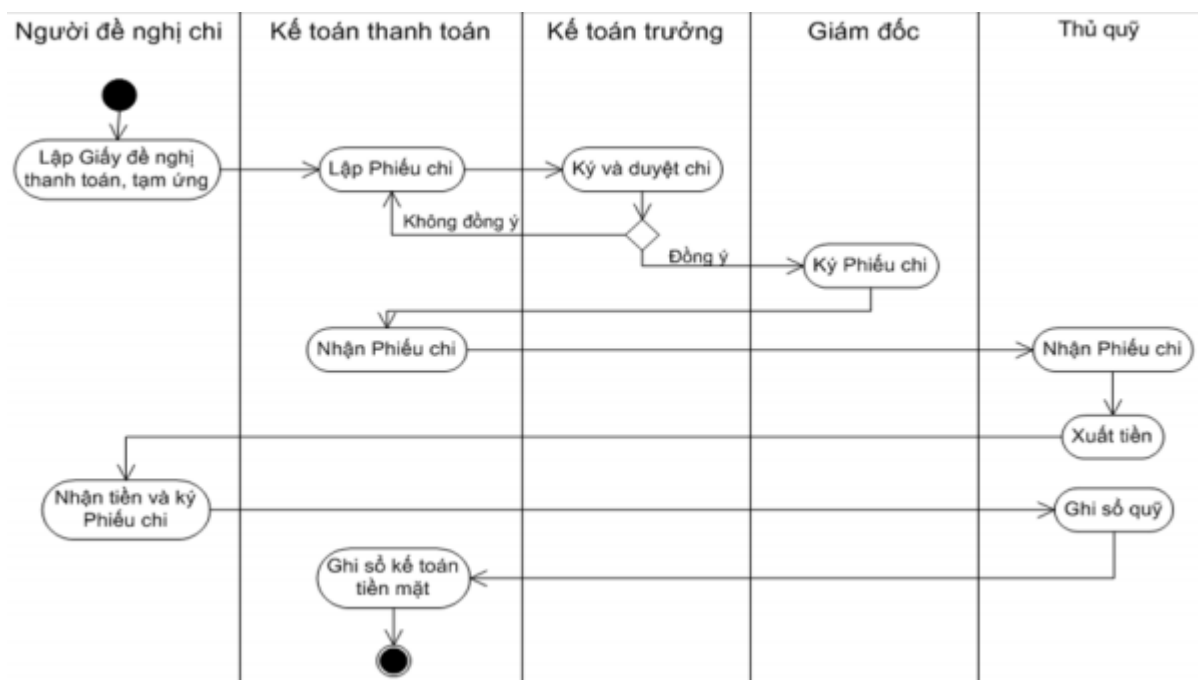 Người đề nghị chi
Kế toán thanh toán
Kế toán trưởng
Giám đốc
Thủ quỹ
Lập Giấy đề nghị
thanh toán, tạm ứng
Lập Phiếu chi
Ký và duyệt chi
Không đồng ý
Đồng ý
Ký Phiếu chi
Nhận Phiếu chi
Nhận Phiếu chi
Xuất tiền
Nhận tiền và ký
Phiếu chi
Ghi sổ quỹ
Ghi sổ kế toán
tiền mặt